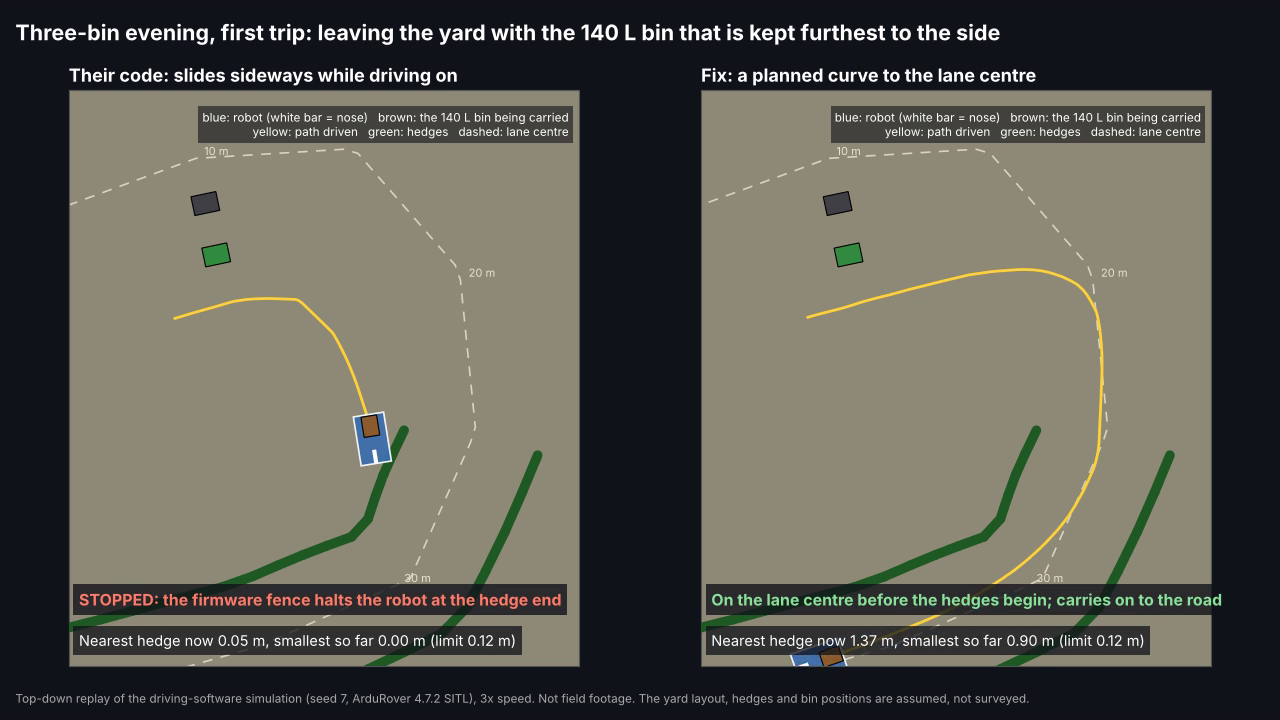 Three-bin evening, first trip: leaving the yard with the 140 L bin that is kept furthest to the side
Their code: slides sideways while driving on
blue: robot (white bar = nose)   brown: the 140 L bin being carried
yellow: path driven   green: hedges   dashed: lane centre
10 m
20 m
30 m
STOPPED: the firmware fence halts the robot at the hedge end
Nearest hedge now 0.05 m, smallest so far 0.00 m (limit 0.12 m)
Fix: a planned curve to the lane centre
blue: robot (white bar = nose)   brown: the 140 L bin being carried
yellow: path driven   green: hedges   dashed: lane centre
10 m
20 m
30 m
On the lane centre before the hedges begin; carries on to the road
Nearest hedge now 1.37 m, smallest so far 0.90 m (limit 0.12 m)
Top-down replay of the driving-software simulation (seed 7, ArduRover 4.7.2 SITL), 3x speed. Not field footage. The yard layout, hedges and bin positions are assumed, not surveyed.